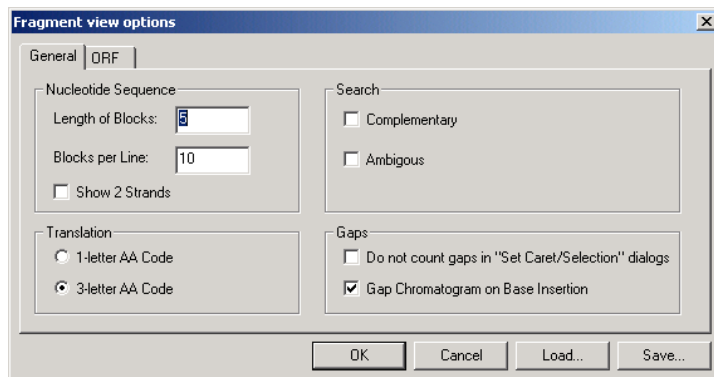 Fragment view options
General
ORF
Nucleotide Sequence
Length of Blocks: 5
Blocks per Line: 10
Show 2 Strands
Search
Complementary
Ambigous
Translation
1-letter AA Code
3-letter AA Code
Gaps
Do not count gaps in "Set Caret/Selection" dialogs
Gap Chromatogram on Base Insertion
OK
Cancel
Load...
Save...